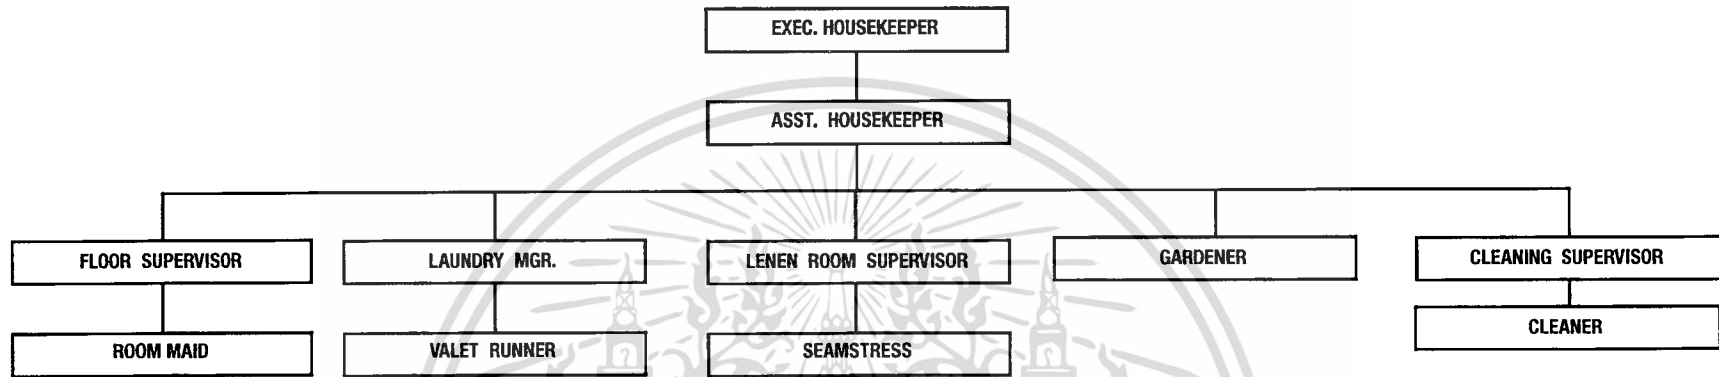 EXEC. HOUSEKEEPER
ASST. HOUSEKEEPER
FLOOR SUPERVISOR
LAUNDRY MGR.
LENEN ROOM SUPERVISOR
GARDENER
CLEANING SUPERVISOR
ROOM MAID
VALET RUNNER
SEAMSTRESS
CLEANER